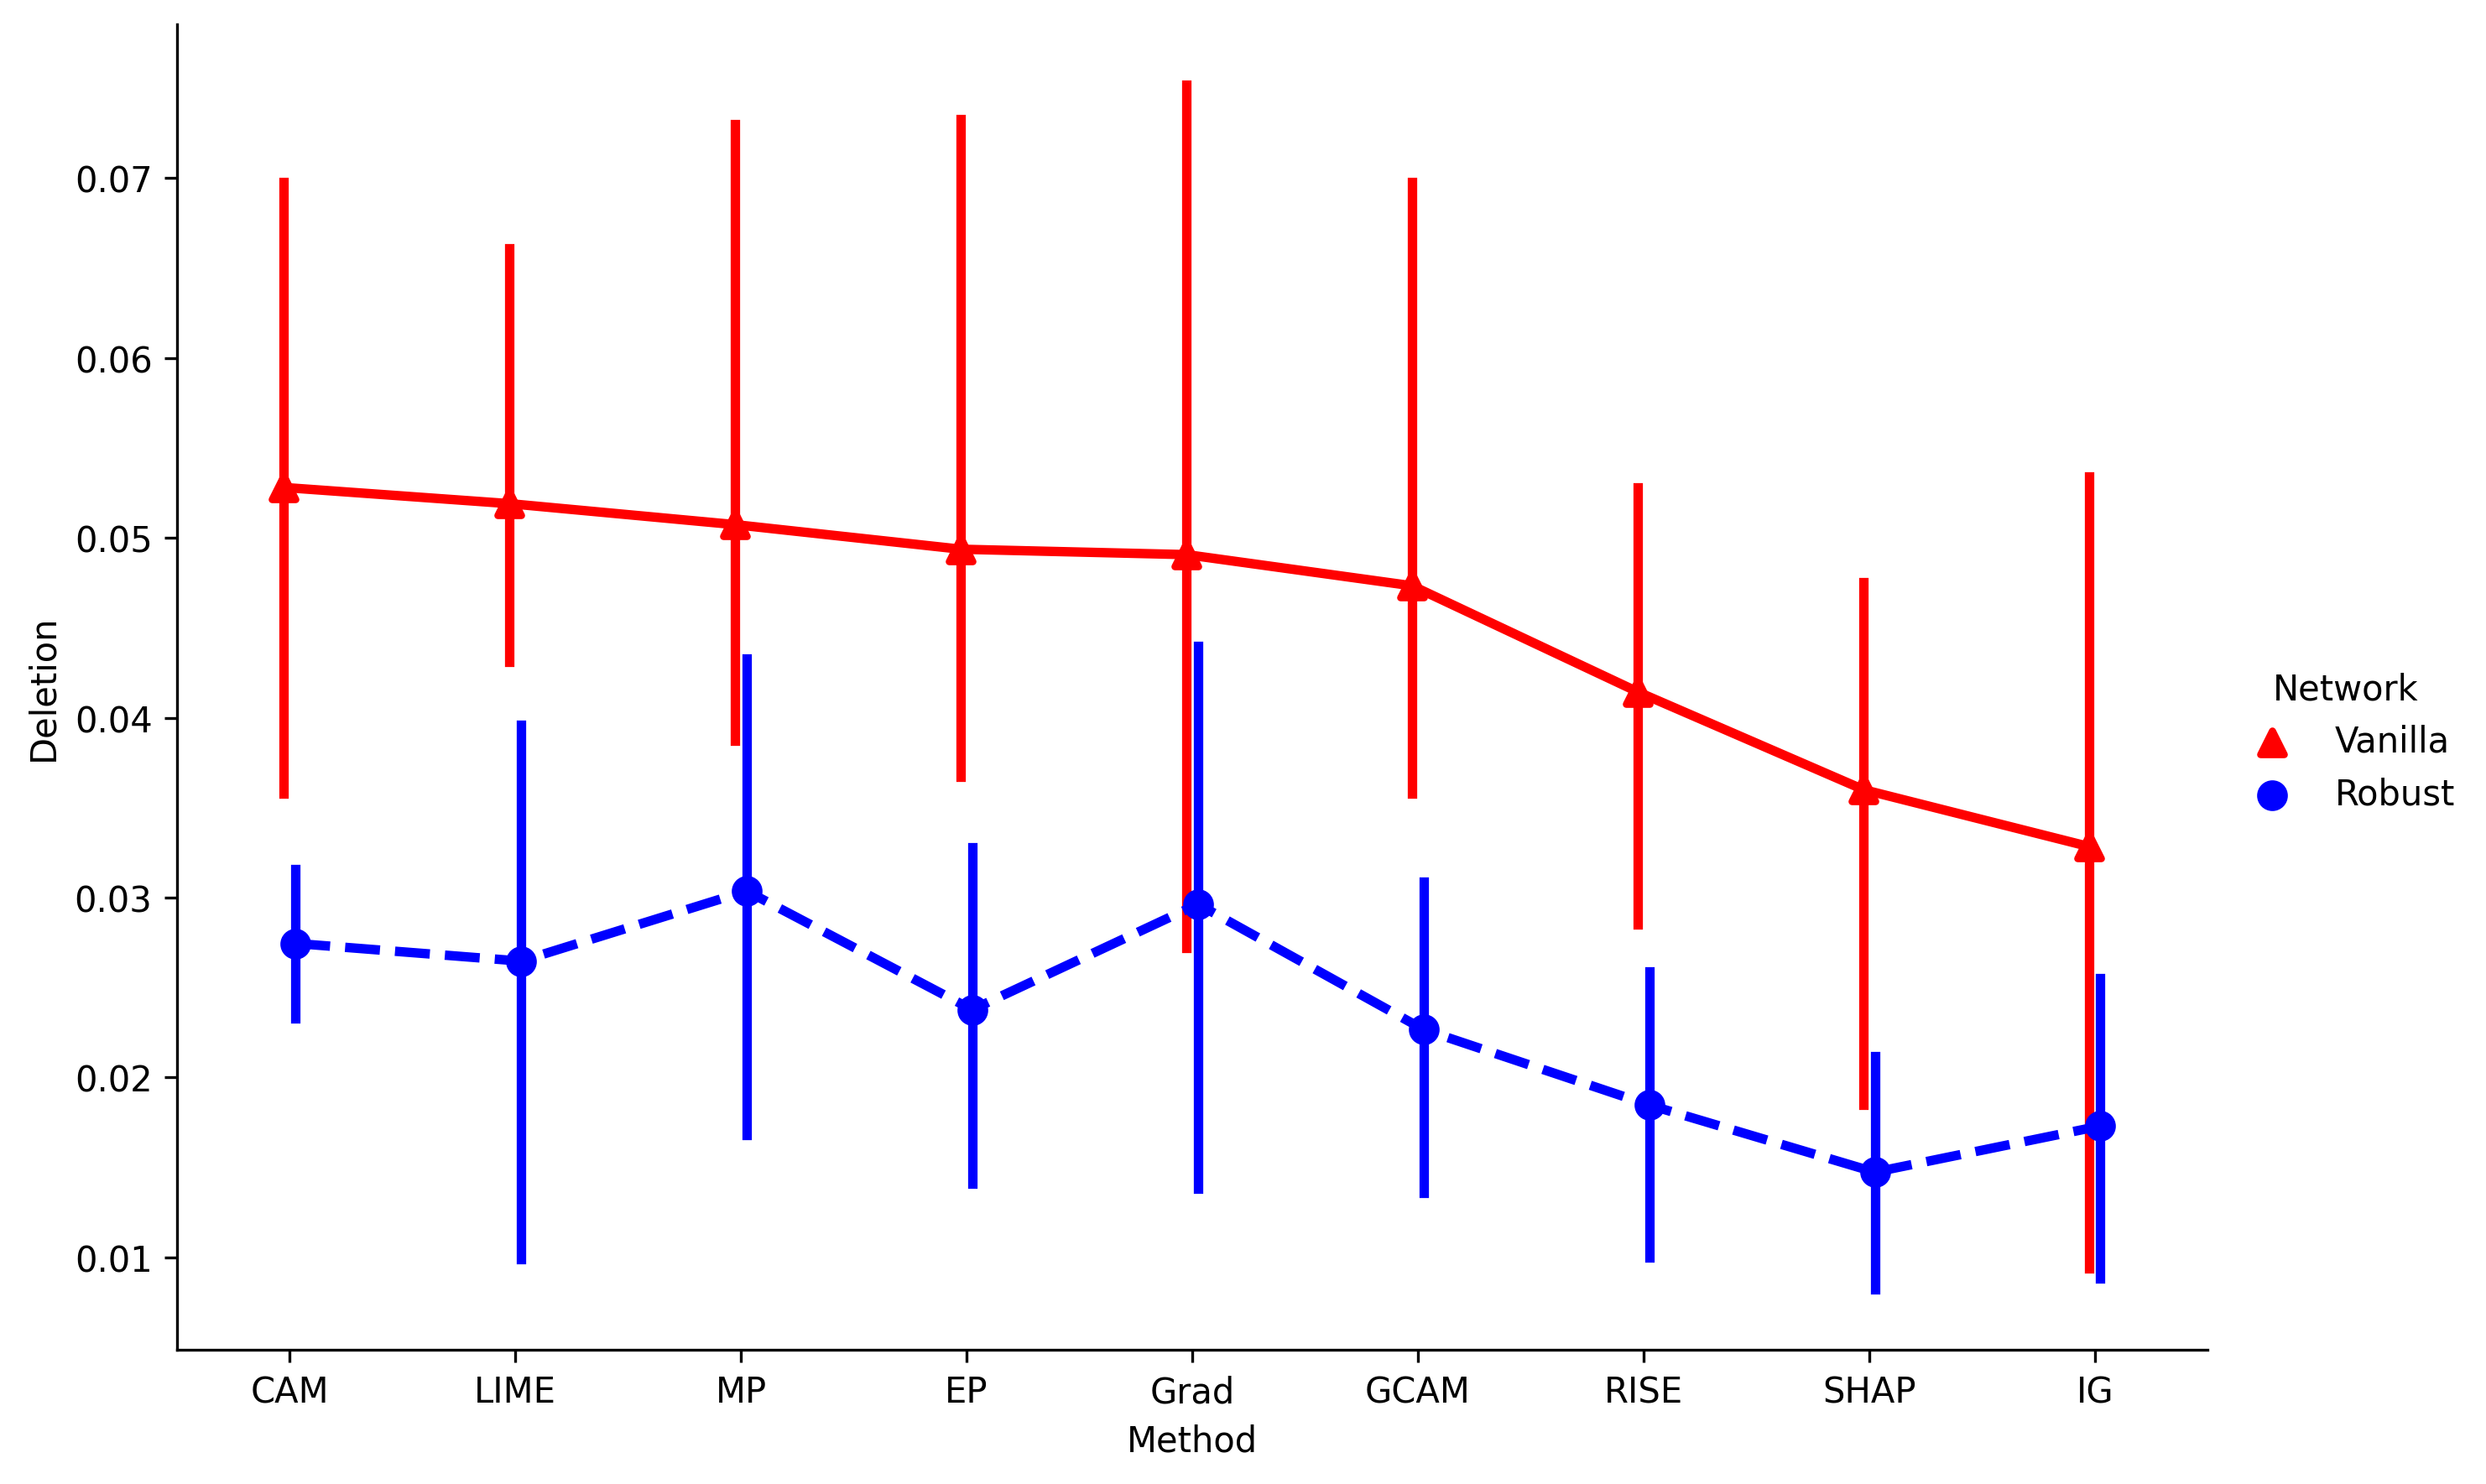 0.07
0.06
0.05
0.04
0.03
0.02
0.01
Deletion
CAM LIME MP EP Grad GCAM RISE SHAP IG
Method
Network
Vanilla
Robust